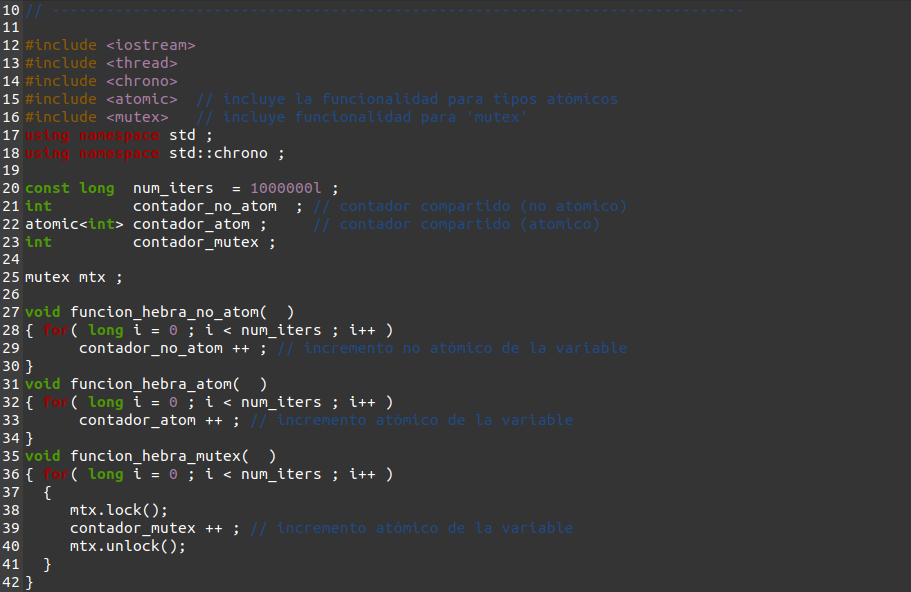 10 // -----------------------------------------------------------------------------
11
12 #include <iostream>
13 #include <thread>
14 #include <chrono>
15 #include <atomic>  // incluye la funcionalidad para tipos atómicos
16 #include <mutex>   // incluye funcionalidad para 'mutex'
17 using namespace std ;
18 using namespace std::chrono ;
19
20 const long  num_iters  = 1000000l ;
21 int         contador_no_atom  ; // contador compartido (no atomico)
22 atomic<int> contador_atom ;     // contador compartido (atomico)
23 int         contador_mutex ;
24
25 mutex mtx ;
26
27 void funcion_hebra_no_atom(  )
28 { for( long i = 0 ; i < num_iters ; i++ )
29       contador_no_atom ++ ; // incremento no atómico de la variable
30 }
31 void funcion_hebra_atom(  )
32 { for( long i = 0 ; i < num_iters ; i++ )
33       contador_atom ++ ; // incremento atómico de la variable
34 }
35 void funcion_hebra_mutex(  )
36 { for( long i = 0 ; i < num_iters ; i++ )
37   {
38      mtx.lock();
39      contador_mutex ++ ; // incremento atómico de la variable
40      mtx.unlock();
41   }
42 }